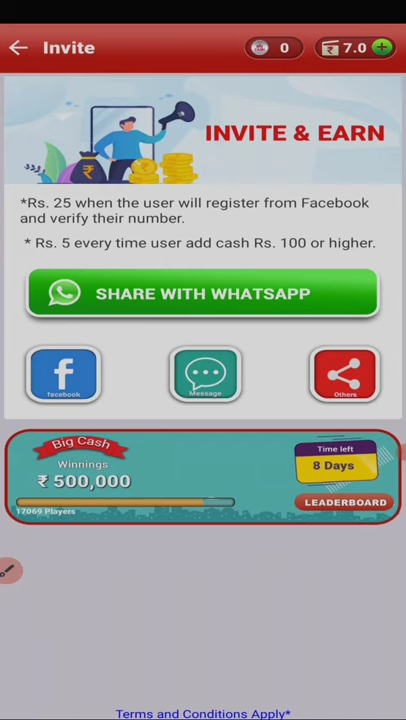 Invite
0
7.0
INVITE & EARN
*Rs. 25 when the user will register from Facebook
and verify their number.
* Rs. 5 every time user add cash Rs. 100 or higher.
SHARE WITH WHATSAPP
Facebook
Message
Others
Big Cash
Winnings
₹ 500,000
17069 Players
Time left
8 Days
LEADERBOARD
Terms and Conditions Apply*